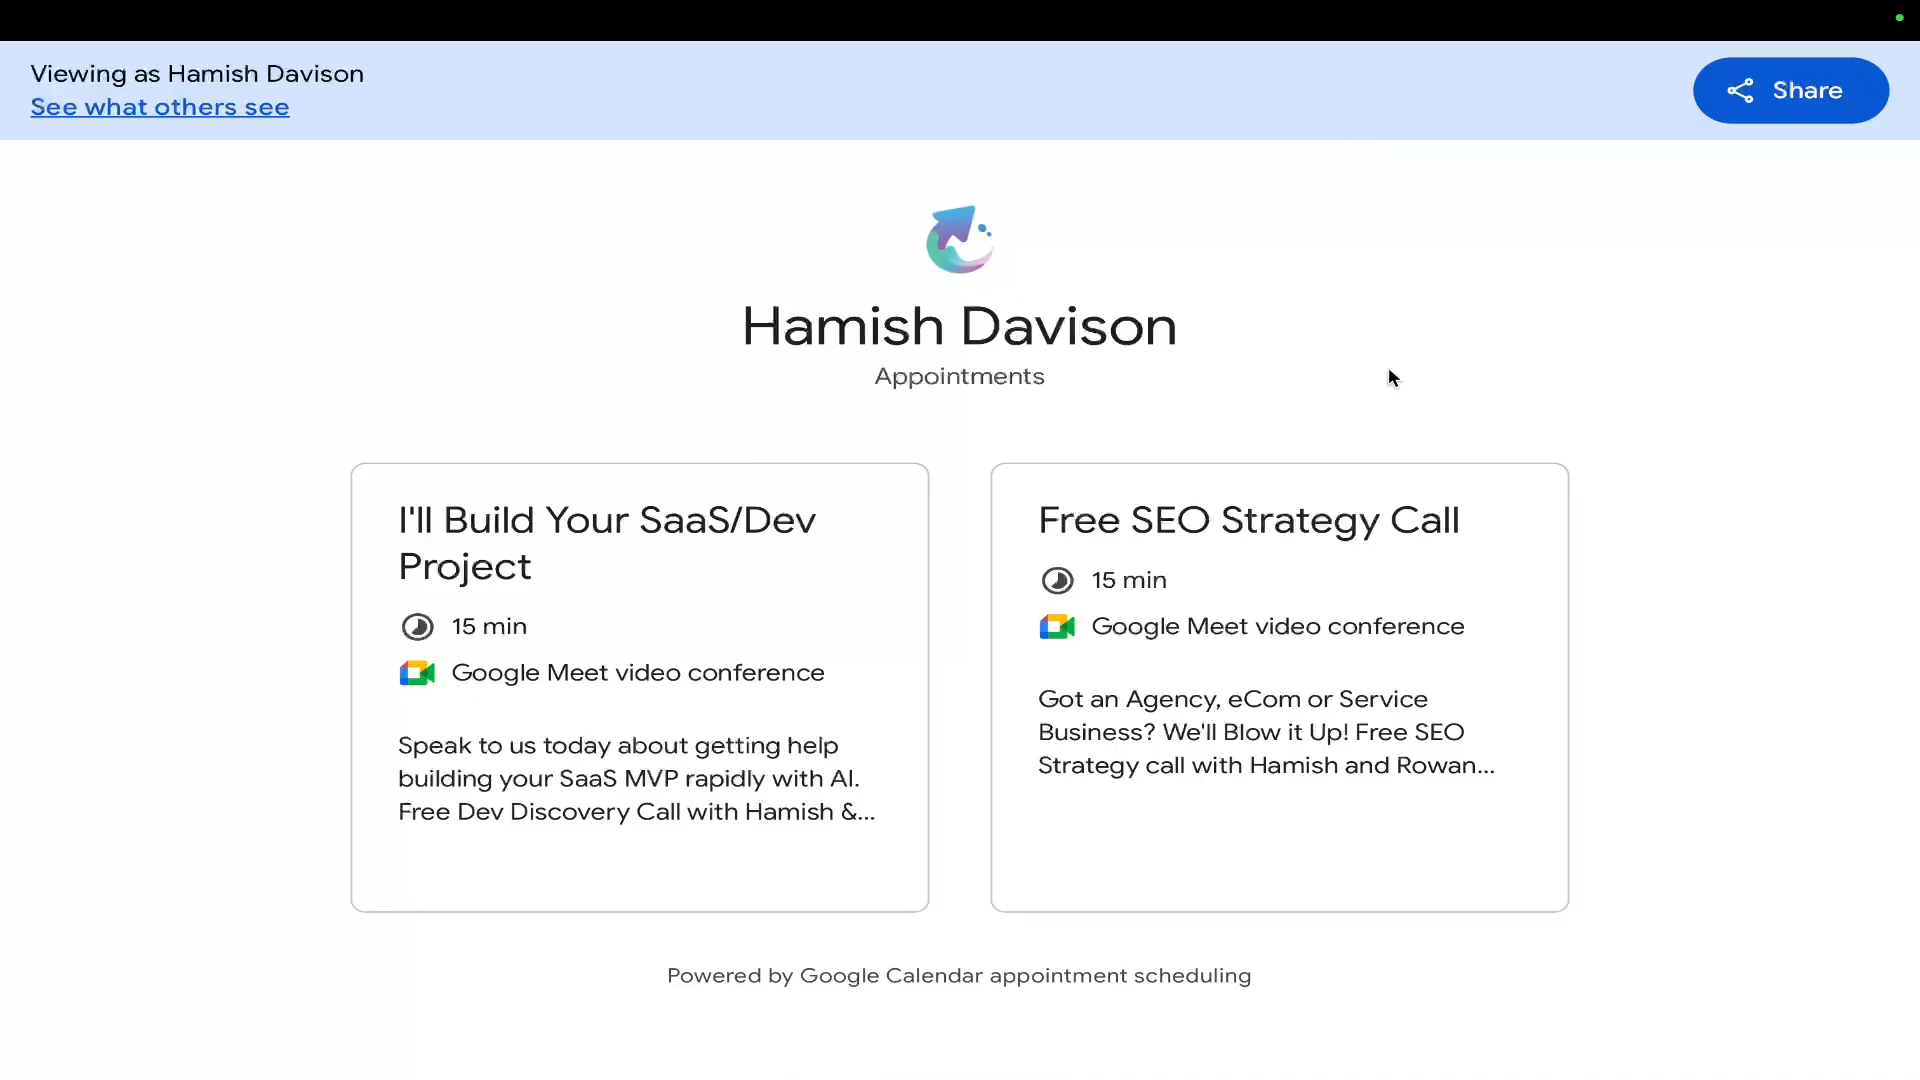 Viewing as Hamish Davison
See what others see
Share
Hamish Davison
Appointments
I'll Build Your SaaS/Dev
Project
15 min
Google Meet video conference
Speak to us today about getting help
building your SaaS MVP rapidly with AI.
Free Dev Discovery Call with Hamish &...
Free SEO Strategy Call
15 min
Google Meet video conference
Got an Agency, eCom or Service
Business? We'll Blow it Up! Free SEO
Strategy call with Hamish and Rowan...
Powered by Google Calendar appointment scheduling